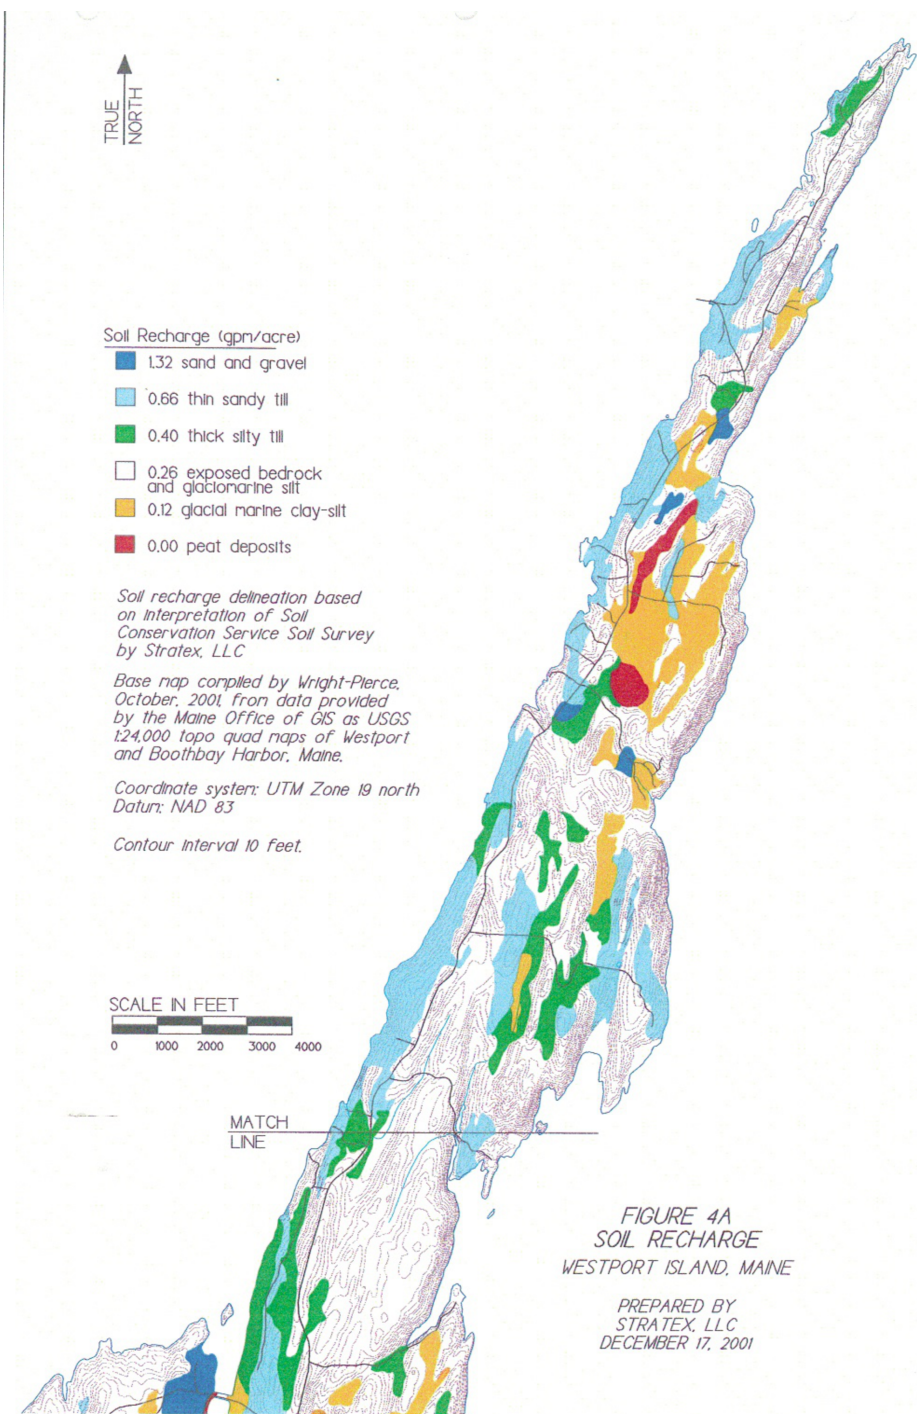 TRUE
NORTH
Soil Recharge (gpm/acre)
1.32 sand and gravel
0.66 thin sandy till
0.40 thick silty till
0.26 exposed bedrock
and glaciomarine silt
0.12 glacial marine clay-silt
0.00 peat deposits
Soil recharge delineation based
on interpretation of Soil
Conservation Service Soil Survey
by Stratex, LLC
Base map compiled by Wright-Pierce,
October, 2001, from data provided
by the Maine Office of GIS as USGS
1:24,000 topo quad maps of Westport
and Boothbay Harbor, Maine.
Coordinate system: UTM Zone 19 north
Datum: NAD 83
Contour Interval 10 feet.
SCALE IN FEET
0 1000 2000 3000 4000
MATCH
LINE
FIGURE 4A
SOIL RECHARGE
WESTPORT ISLAND, MAINE
PREPARED BY
STRATEX, LLC
DECEMBER 17, 2001